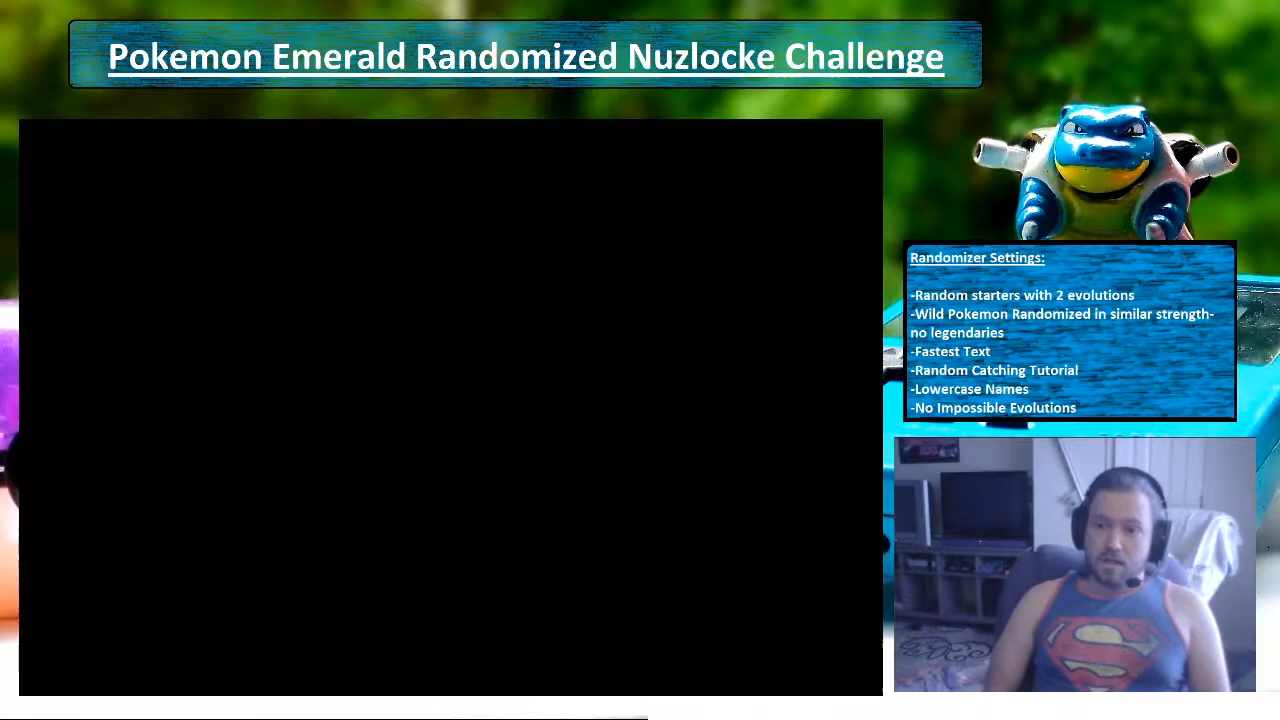 Pokemon Emerald Randomized Nuzlocke Challenge
Randomizer Settings:
-Random starters with 2 evolutions
-Wild Pokemon Randomized in similar strength-
no legendaries
-Fastest Text
-Random Catching Tutorial
-Lowercase Names
-No Impossible Evolutions